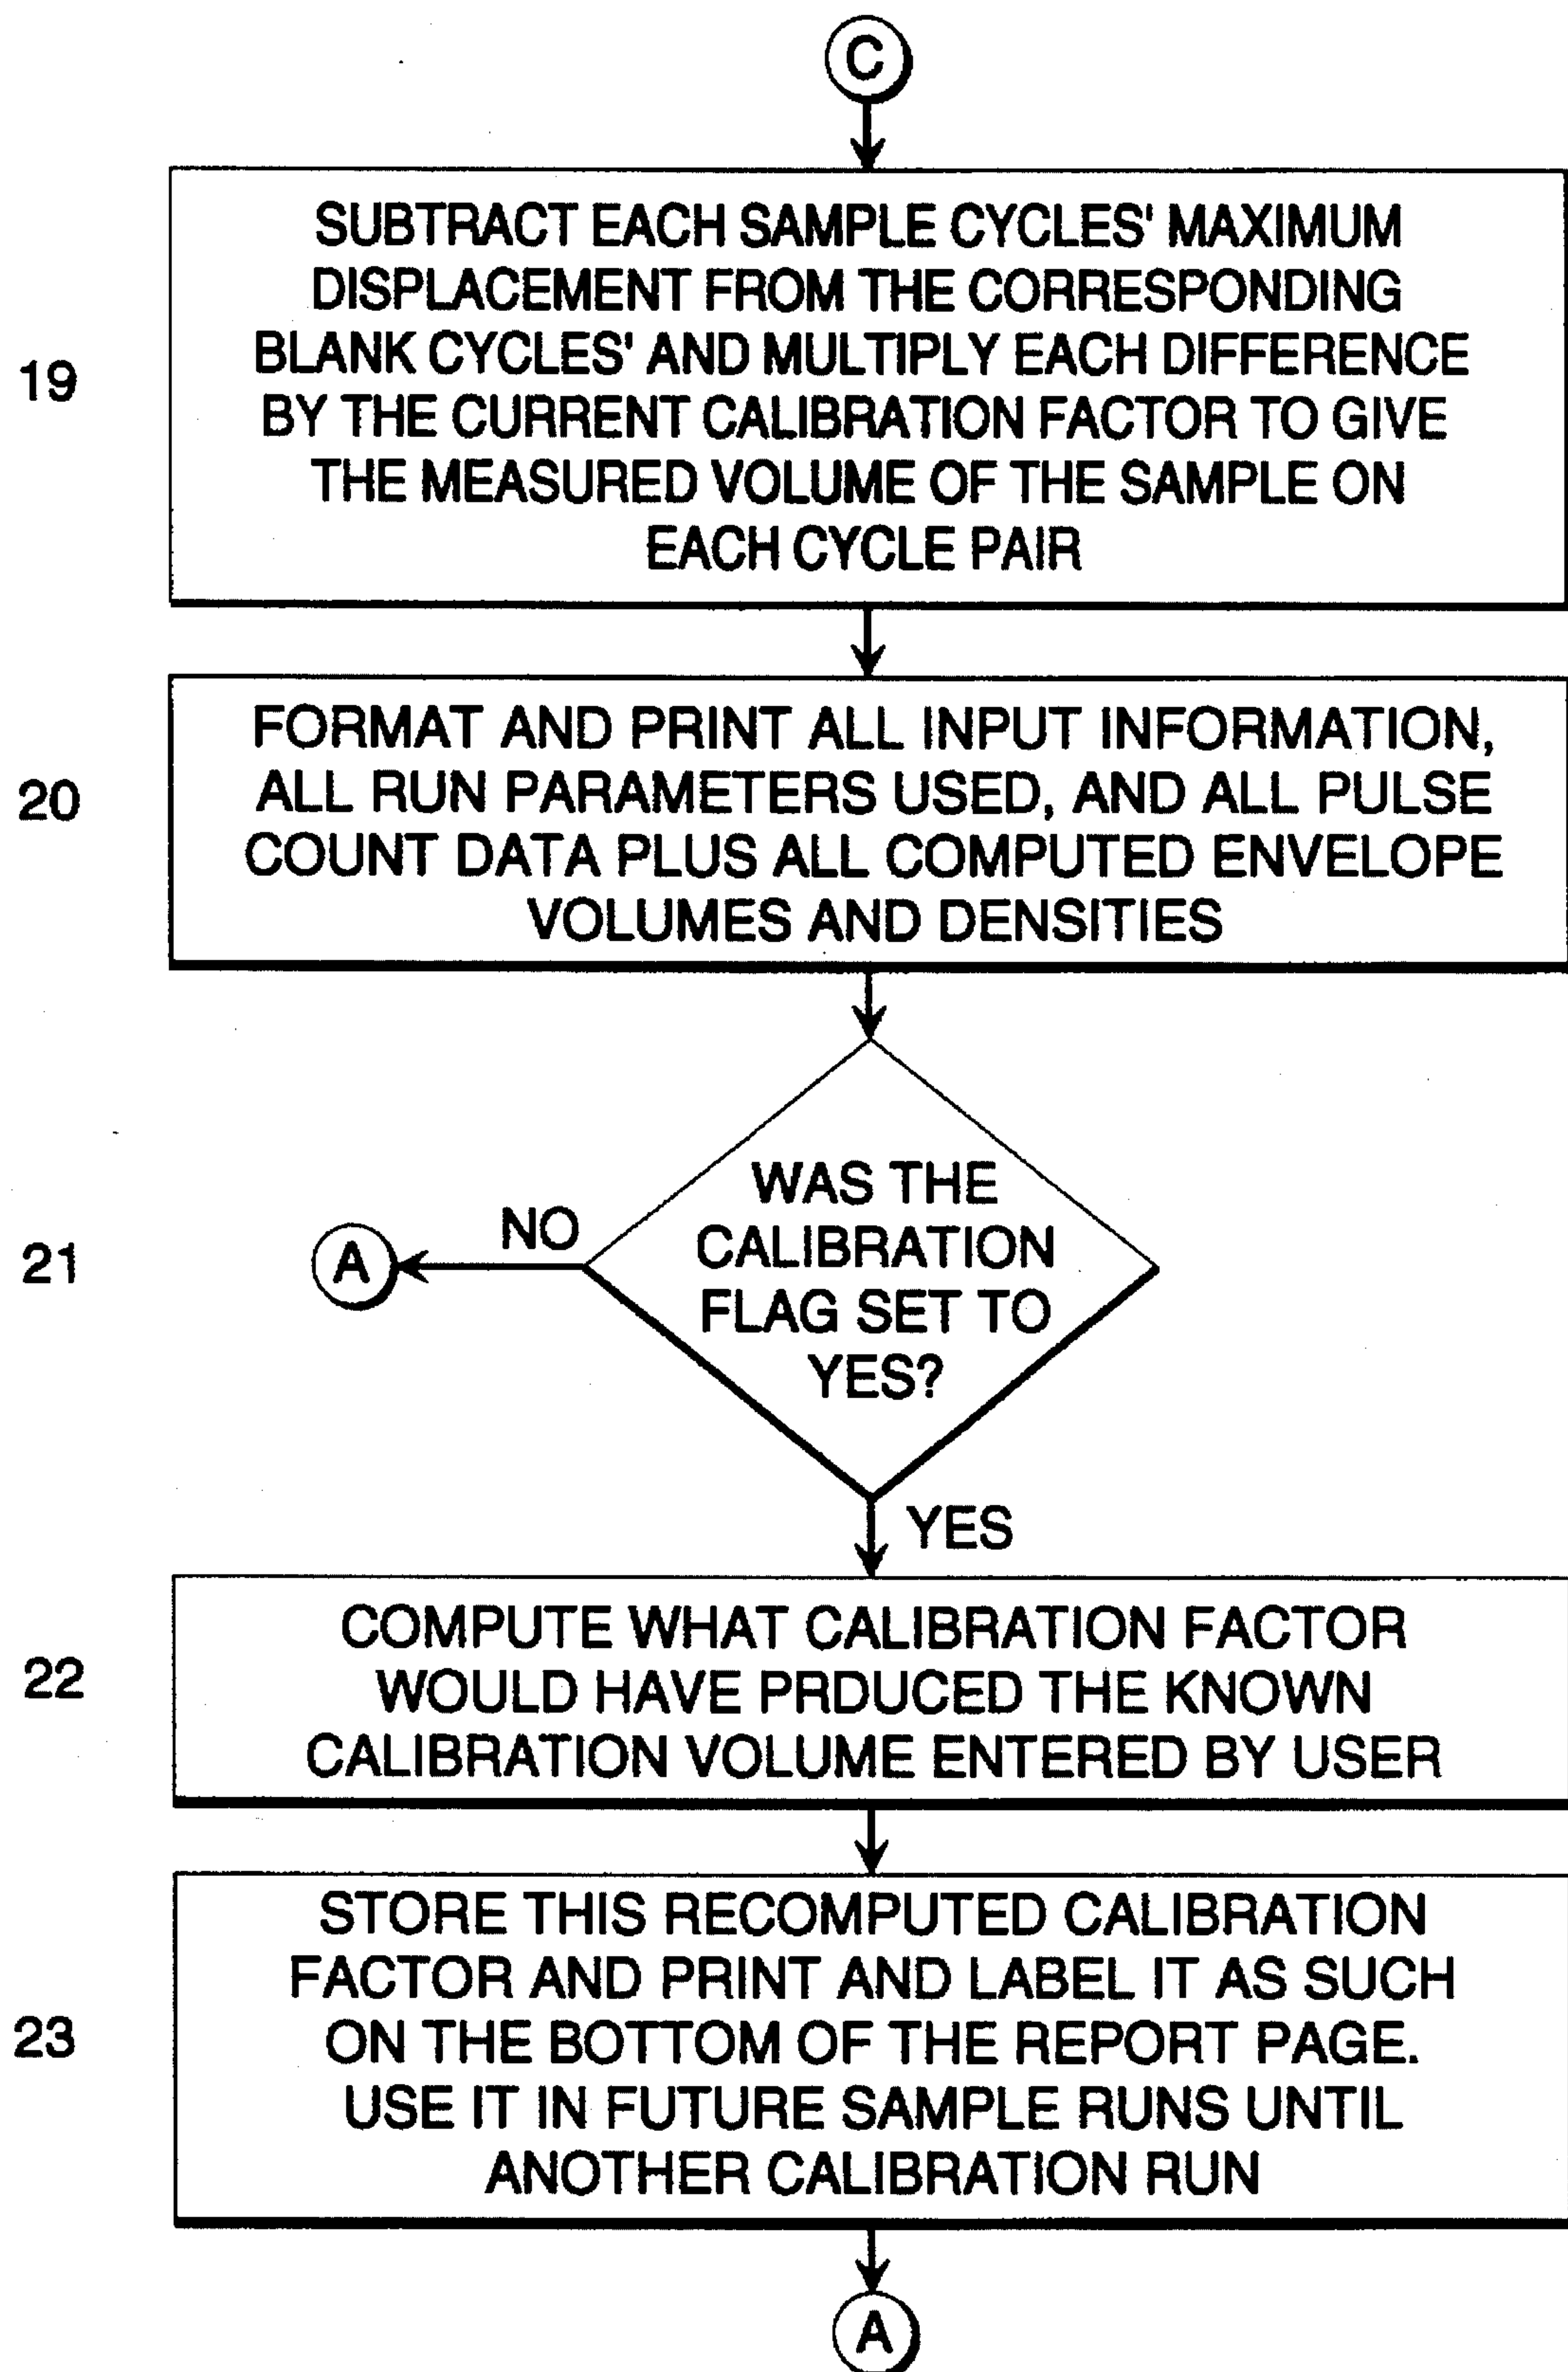 C
19
SUBTRACT EACH SAMPLE CYCLES' MAXIMUM
DISPLACEMENT FROM THE CORRESPONDING
BLANK CYCLES' AND MULTIPLY EACH DIFFERENCE
BY THE CURRENT CALIBRATION FACTOR TO GIVE
THE MEASURED VOLUME OF THE SAMPLE ON
EACH CYCLE PAIR
20
FORMAT AND PRINT ALL INPUT INFORMATION,
ALL RUN PARAMETERS USED, AND ALL PULSE
COUNT DATA PLUS ALL COMPUTED ENVELOPE
VOLUMES AND DENSITIES
21
WAS THE
CALIBRATION
FLAG SET TO
YES?
NO
A
YES
22
COMPUTE WHAT CALIBRATION FACTOR
WOULD HAVE PRDUCED THE KNOWN
CALIBRATION VOLUME ENTERED BY USER
23
STORE THIS RECOMPUTED CALIBRATION
FACTOR AND PRINT AND LABEL IT AS SUCH
ON THE BOTTOM OF THE REPORT PAGE.
USE IT IN FUTURE SAMPLE RUNS UNTIL
ANOTHER CALIBRATION RUN
A